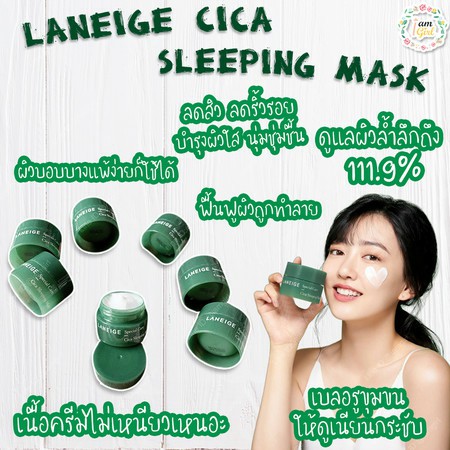 LANEIGE CICA
SLEEPING MASK
I am
Girl
ลดสิว ลดริ้วรอย
บำรุงผิวใส นุ่มชุ่มชื้น
ดูแลผิวล้ำลึกถึง
111.9%
ผิวบอบบางแพ้ง่ายก็ใช้ได้
ฟื้นฟูผิวถูกทำลาย
LANEIGE
Special Care
LANEIGE
LANEIGE
Special Care
เนื้อครีมไม่เหนียวเหนอะ
เบลอรูขุมขน
ให้ดูเนียนกระชับ